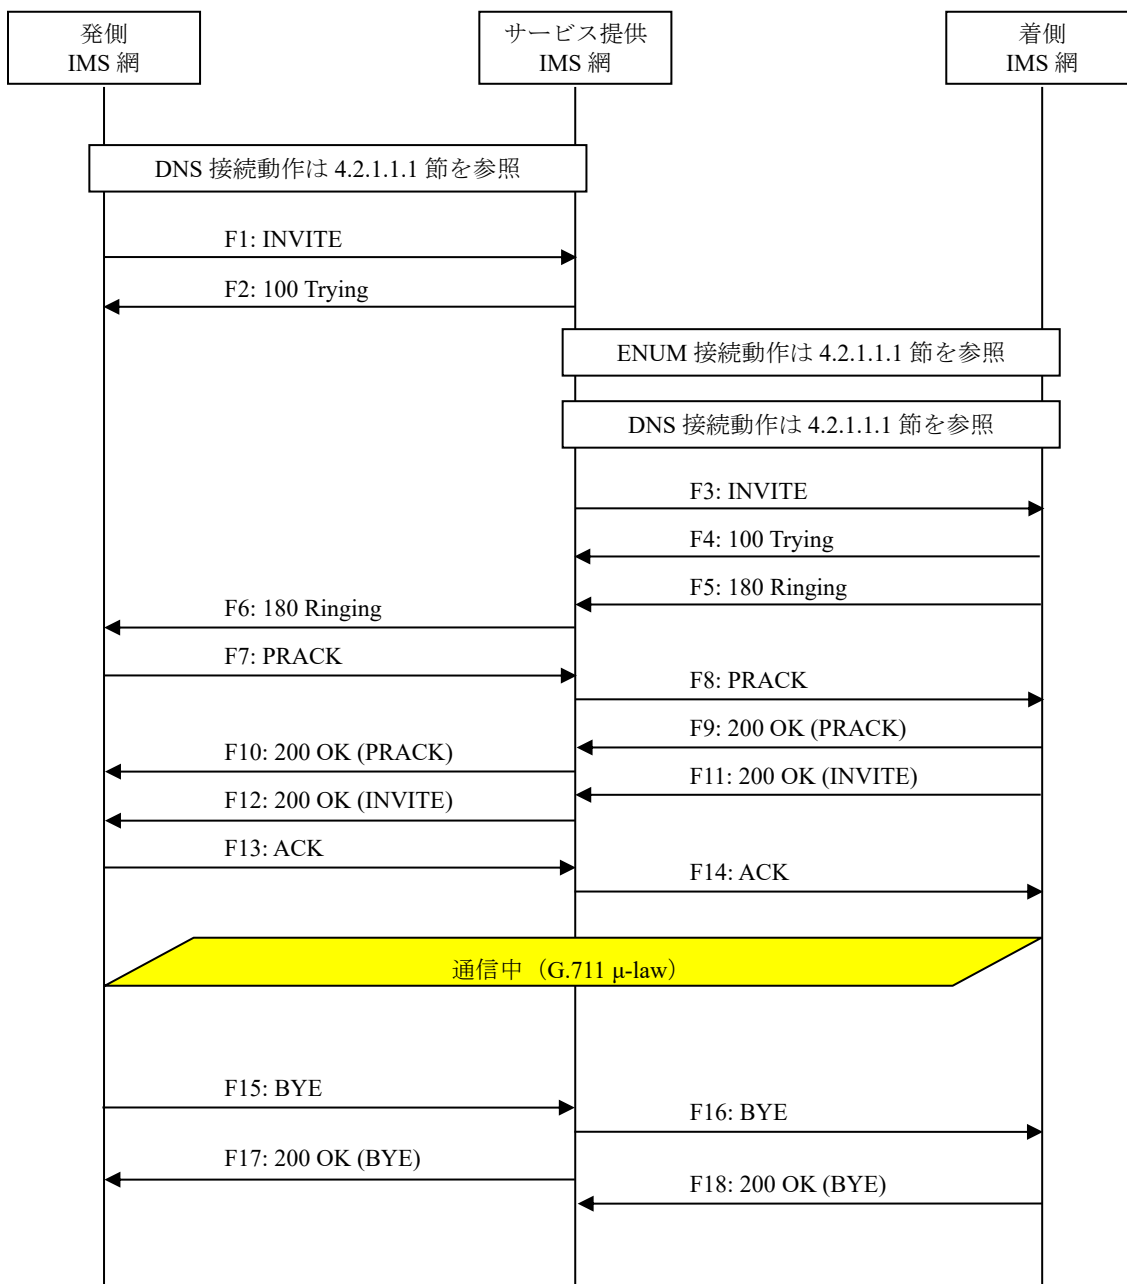 発側
IMS 網
サービス提供
IMS 網
着側
IMS 網
DNS 接続動作は 4.2.1.1.1 節を参照
F1: INVITE
F2: 100 Trying
ENUM 接続動作は 4.2.1.1.1 節を参照
DNS 接続動作は 4.2.1.1.1 節を参照
F3: INVITE
F4: 100 Trying
F5: 180 Ringing
F6: 180 Ringing
F7: PRACK
F8: PRACK
F9: 200 OK (PRACK)
F10: 200 OK (PRACK)
F11: 200 OK (INVITE)
F12: 200 OK (INVITE)
F13: ACK
F14: ACK
通信中（G.711 μ-law）
F15: BYE
F16: BYE
F17: 200 OK (BYE)
F18: 200 OK (BYE)